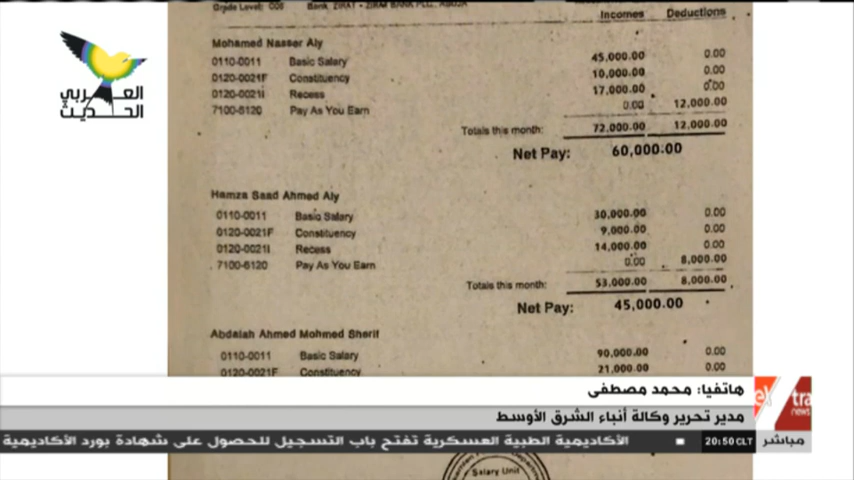 Grade Level: C06 Bank: ZIRAT - ZIRAT BANK PLC, ABUJA
Incomes Deductions
Mohamed Nasser Aly
0110-0011 Basic Salary 45,000.00 0.00
0120-0021F Constituency 10,000.00 0.00
0120-0021I Recess 17,000.00 0.00
7100-6120 Pay As You Earn 0.00 12,000.00
Totals this month: 72,000.00 12,000.00
Net Pay: 60,000.00
Hamza Saad Ahmed Aly
0110-0011 Basic Salary 30,000.00 0.00
0120-0021F Constituency 9,000.00 0.00
0120-0021I Recess 14,000.00 0.00
7100-6120 Pay As You Earn 0.00 8,000.00
Totals this month: 53,000.00 8,000.00
Net Pay: 45,000.00
Abdalah Ahmed Mohmed Sherif
0110-0011 Basic Salary 90,000.00 0.00
0120-0021F Constituency 21,000.00 0.00
Salary Unit
العربي
الحديث
هاتفيا: محمد مصطفى
مدير تحرير وكالة أنباء الشرق الأوسط
extra
news
مباشر
20:50 CLT
الأكاديمية الطبية العسكرية تفتح باب التسجيل للحصول على شهادة بورد الأكاديمية